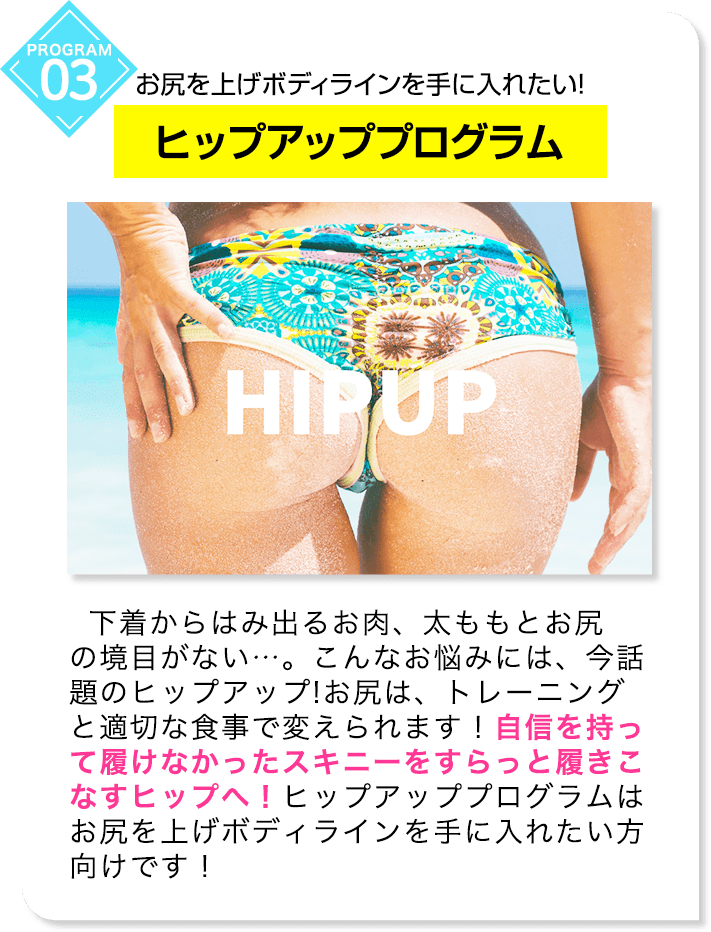 PROGRAM
03
お尻を上げボディラインを手に入れたい!
ヒップアッププログラム
HIPUP
下着からはみ出るお肉、太ももとお尻
の境目がない…。こんなお悩みには、今話
題のヒップアップ!お尻は、トレーニング
と適切な食事で変えられます！自信を持っ
て履けなかったスキニーをすらっと履きこ
なすヒップへ！ヒップアッププログラムは
お尻を上げボディラインを手に入れたい方
向けです！